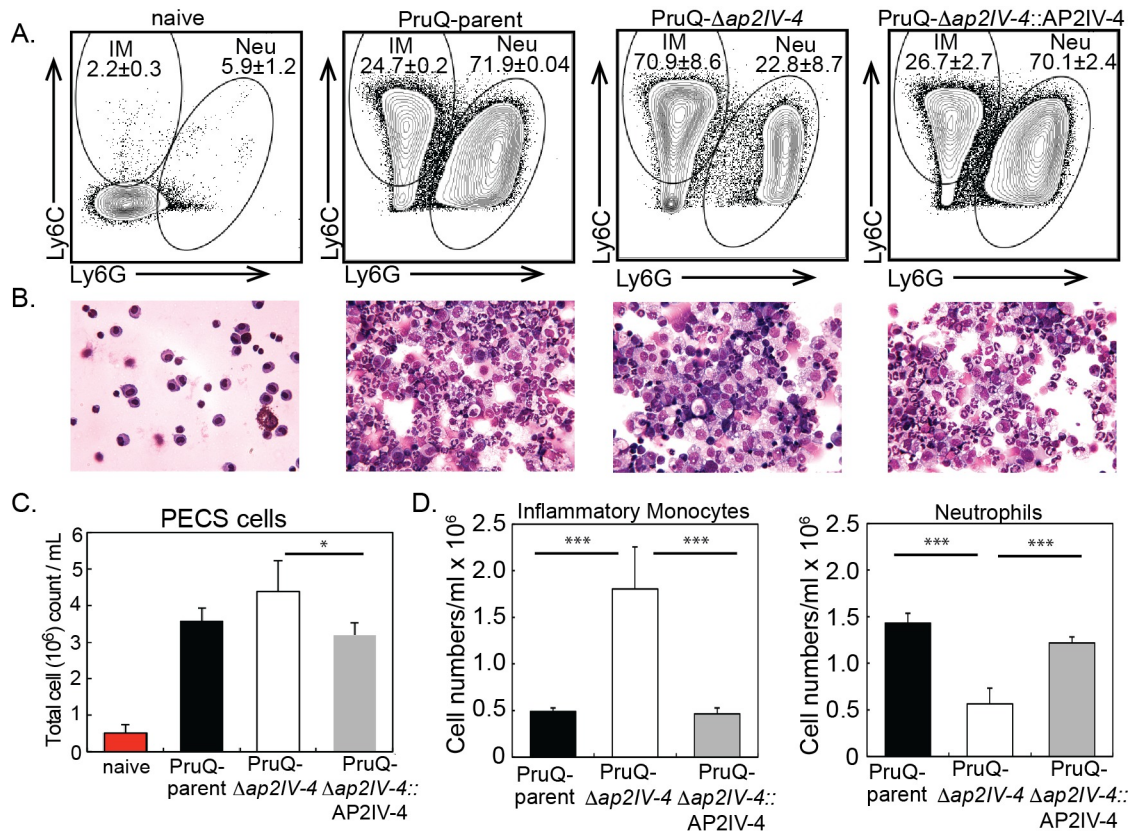 A.
naive
IM
2.2±0.3
Neu
5.9±1.2
Ly6C
Ly6G
PruQ-parent
IM
24.7±0.2
Neu
71.9±0.04
Ly6C
Ly6G
PruQ-Δap2IV-4
IM
70.9±8.6
Neu
22.8±8.7
Ly6C
Ly6G
PruQ-Δap2IV-4::AP2IV-4
IM
26.7±2.7
Neu
70.1±2.4
Ly6C
Ly6G
B.
C.
PECS cells
Total cell (10⁶) count / mL
6
5
4
3
2
1
0
*
naive
PruQ-
parent
PruQ-
Δap2IV-4
PruQ-
Δap2IV-4::
AP2IV-4
D.
Inflammatory Monocytes
Cell numbers/ml x 10⁶
2.5
2.0
1.5
1.0
0.5
0
***
***
PruQ-
parent
PruQ-
Δap2IV-4
PruQ-
Δap2IV-4::
AP2IV-4
Neutrophils
Cell numbers/ml x 10⁶
2.5
2.0
1.5
1.0
0.5
0
***
***
PruQ-
parent
PruQ-
Δap2IV-4
PruQ-
Δap2IV-4::
AP2IV-4